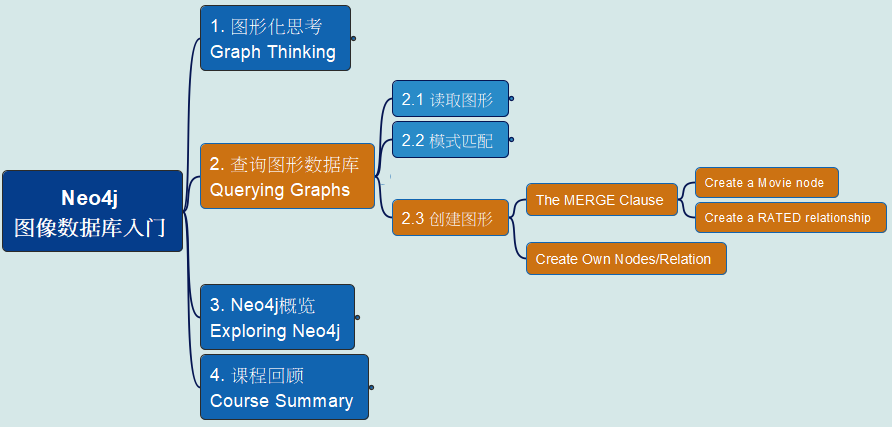 Neo4j
图像数据库入门
1. 图形化思考
Graph Thinking
2. 查询图形数据库
Querying Graphs
2.1 读取图形
2.2 模式匹配
2.3 创建图形
The MERGE Clause
Create a Movie node
Create a RATED relationship
Create Own Nodes/Relation
3. Neo4j概览
Exploring Neo4j
4. 课程回顾
Course Summary